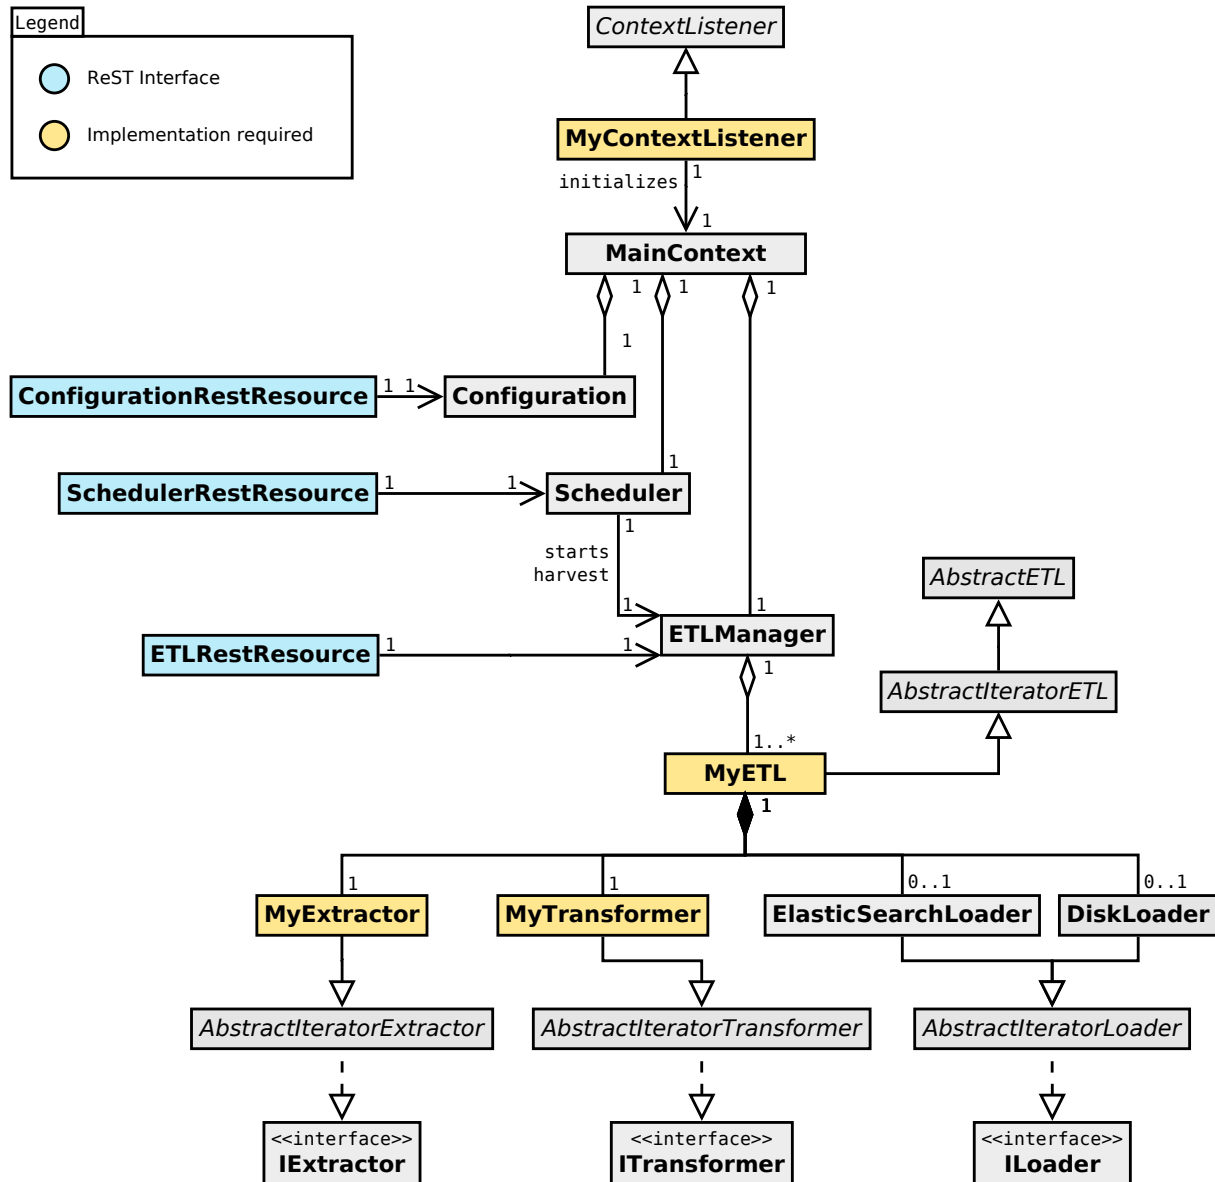 Legend
ReST Interface
Implementation required
ContextListener
MyContextListener
initializes
1
1
MainContext
1
1
1
1
ConfigurationRestResource
1
1
Configuration
1
SchedulerRestResource
1
1
Scheduler
1
starts
harvest
AbstractETL
1
1
ETLManager
ETLRestResource
1
1
1
AbstractIteratorETL
1..*
MyETL
1
1
1
0..1
0..1
MyExtractor
MyTransformer
ElasticSearchLoader
DiskLoader
AbstractIteratorExtractor
AbstractIteratorTransformer
AbstractIteratorLoader
<<interface>>
IExtractor
<<interface>>
ITransformer
<<interface>>
ILoader